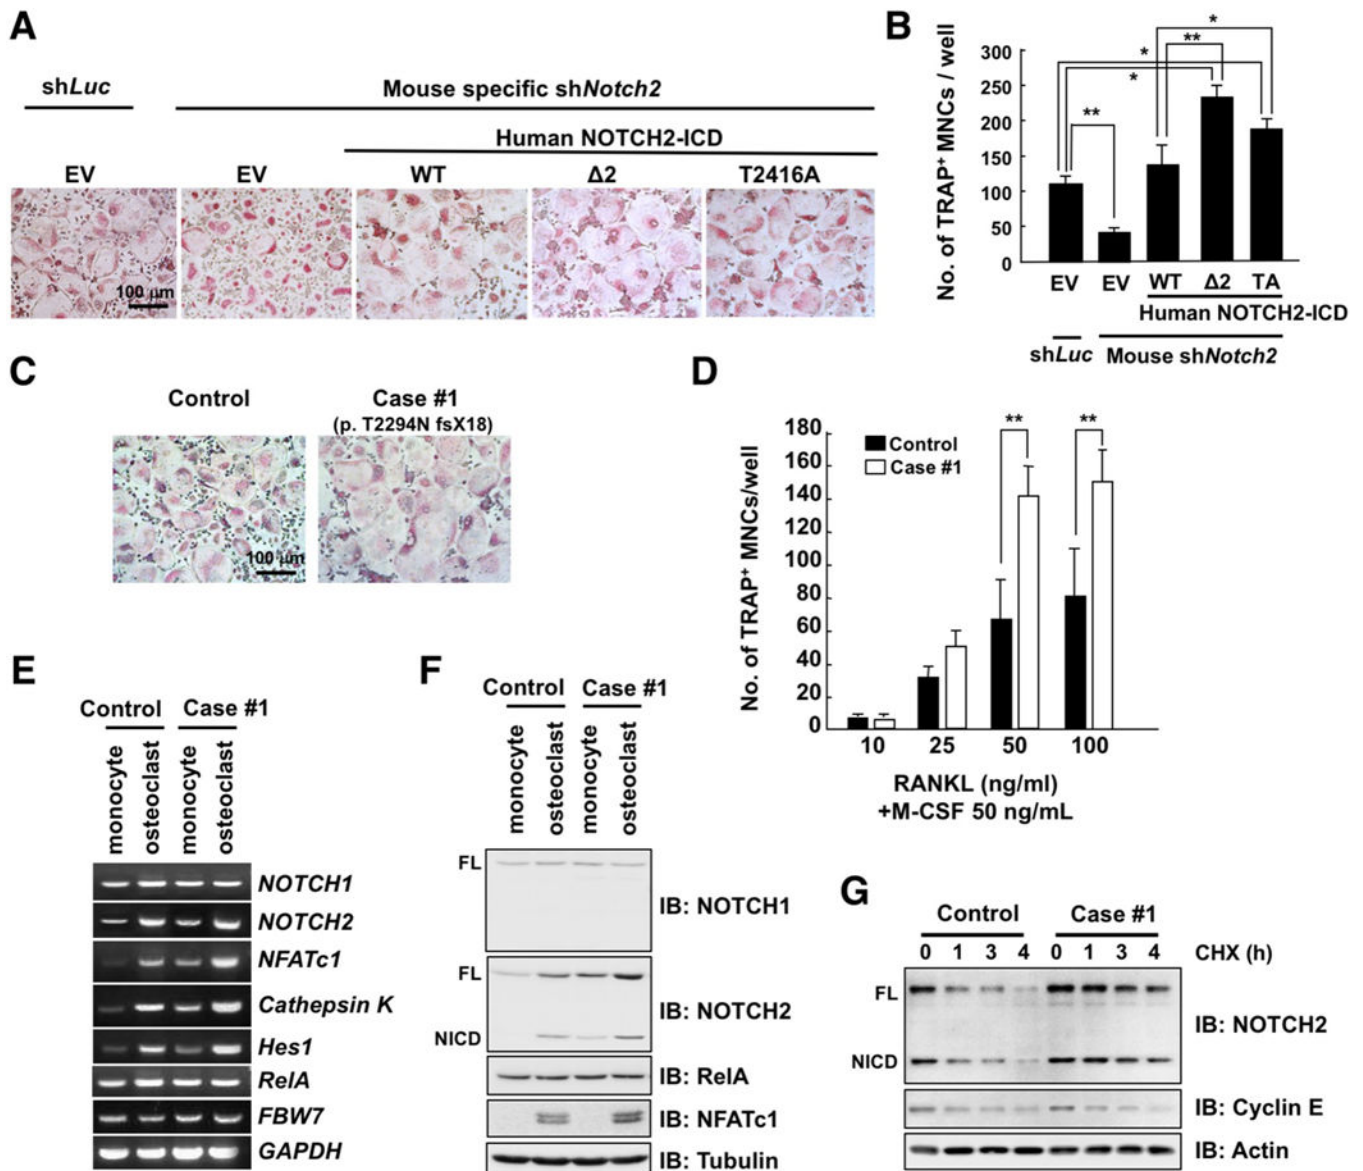 A
shLuc
Mouse specific shNotch2
Human NOTCH2-ICD
EV
EV
WT
Δ2
T2416A
100 μm
B
No. of TRAP+ MNCs / well
300
250
200
150
100
50
0
*
**
*
*
**
EV
EV
WT
Δ2
TA
Human NOTCH2-ICD
shLuc
Mouse shNotch2
C
Control
Case #1
(p. T2294N fsX18)
100 μm
D
No. of TRAP+ MNCs/well
180
160
140
120
100
80
60
40
20
0
Control
Case #1
**
**
10
25
50
100
RANKL (ng/ml)
+M-CSF 50 ng/mL
E
Control
Case #1
monocyte
osteoclast
monocyte
osteoclast
NOTCH1
NOTCH2
NFATc1
Cathepsin K
Hes1
RelA
FBW7
GAPDH
F
Control
Case #1
monocyte
osteoclast
monocyte
osteoclast
FL
IB: NOTCH1
FL
IB: NOTCH2
NICD
IB: RelA
IB: NFATc1
IB: Tubulin
G
Control
Case #1
0 1 3 4 0 1 3 4 CHX (h)
FL
IB: NOTCH2
NICD
IB: Cyclin E
IB: Actin